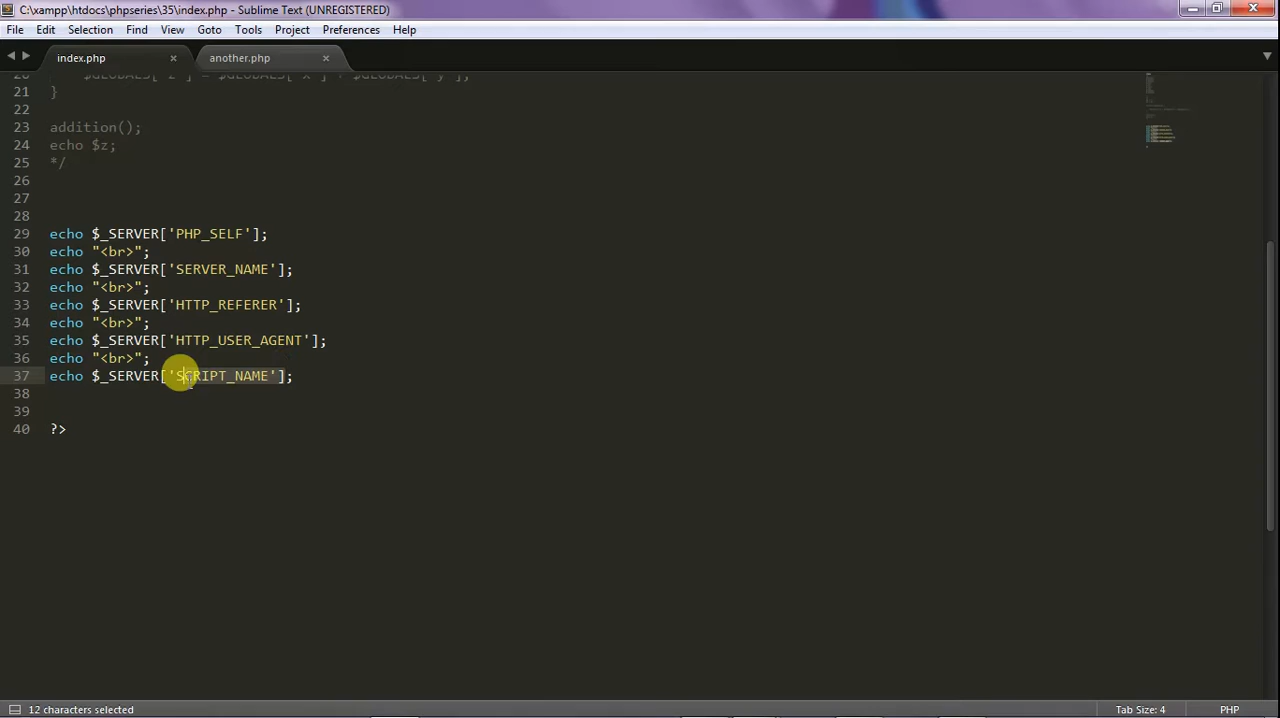 C:\xampp\htdocs\phpseries\35\index.php - Sublime Text (UNREGISTERED)
File Edit Selection Find View Goto Tools Project Preferences Help
index.php × another.php ×
20 $GLOBALS['z'] = $GLOBALS['x'] + $GLOBALS['y'];
21 }
22
23 addition();
24 echo $z;
25 */
26
27
28
29 echo $_SERVER['PHP_SELF'];
30 echo "<br>";
31 echo $_SERVER['SERVER_NAME'];
32 echo "<br>";
33 echo $_SERVER['HTTP_REFERER'];
34 echo "<br>";
35 echo $_SERVER['HTTP_USER_AGENT'];
36 echo "<br>";
37 echo $_SERVER['SCRIPT_NAME'];
38
39
40 ?>
12 characters selected Tab Size: 4 PHP